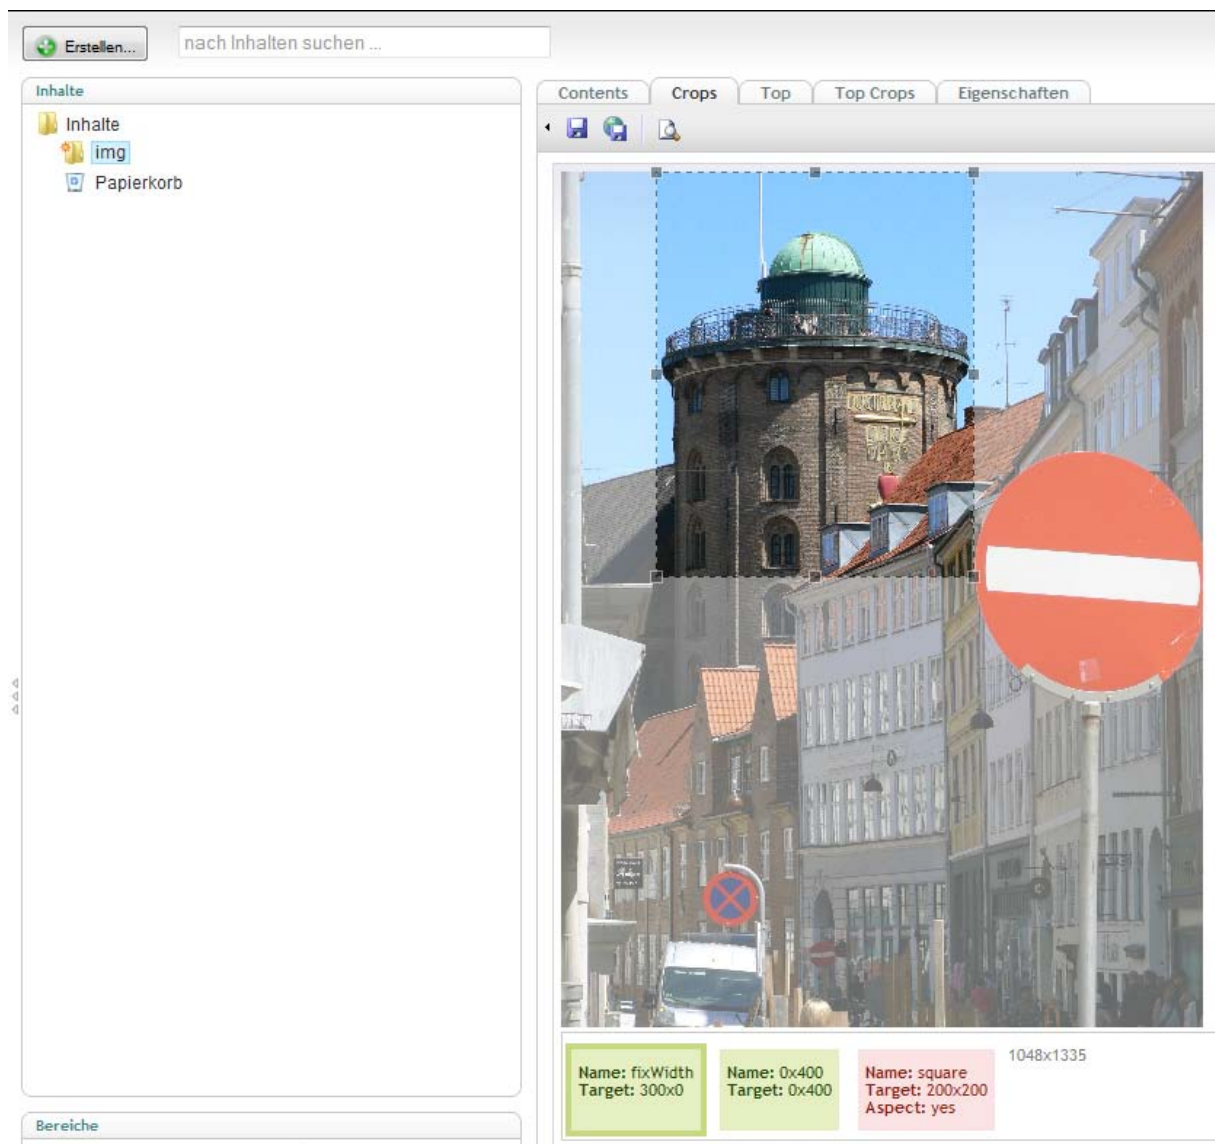 Erstellen...
nach Inhalten suchen ...
Inhalte
Inhalte
img
Papierkorb
Bereiche
Contents
Crops
Top
Top Crops
Eigenschaften
Name: fixWidth
Target: 300x0
Name: 0x400
Target: 0x400
Name: square
Target: 200x200
Aspect: yes
1048x1335